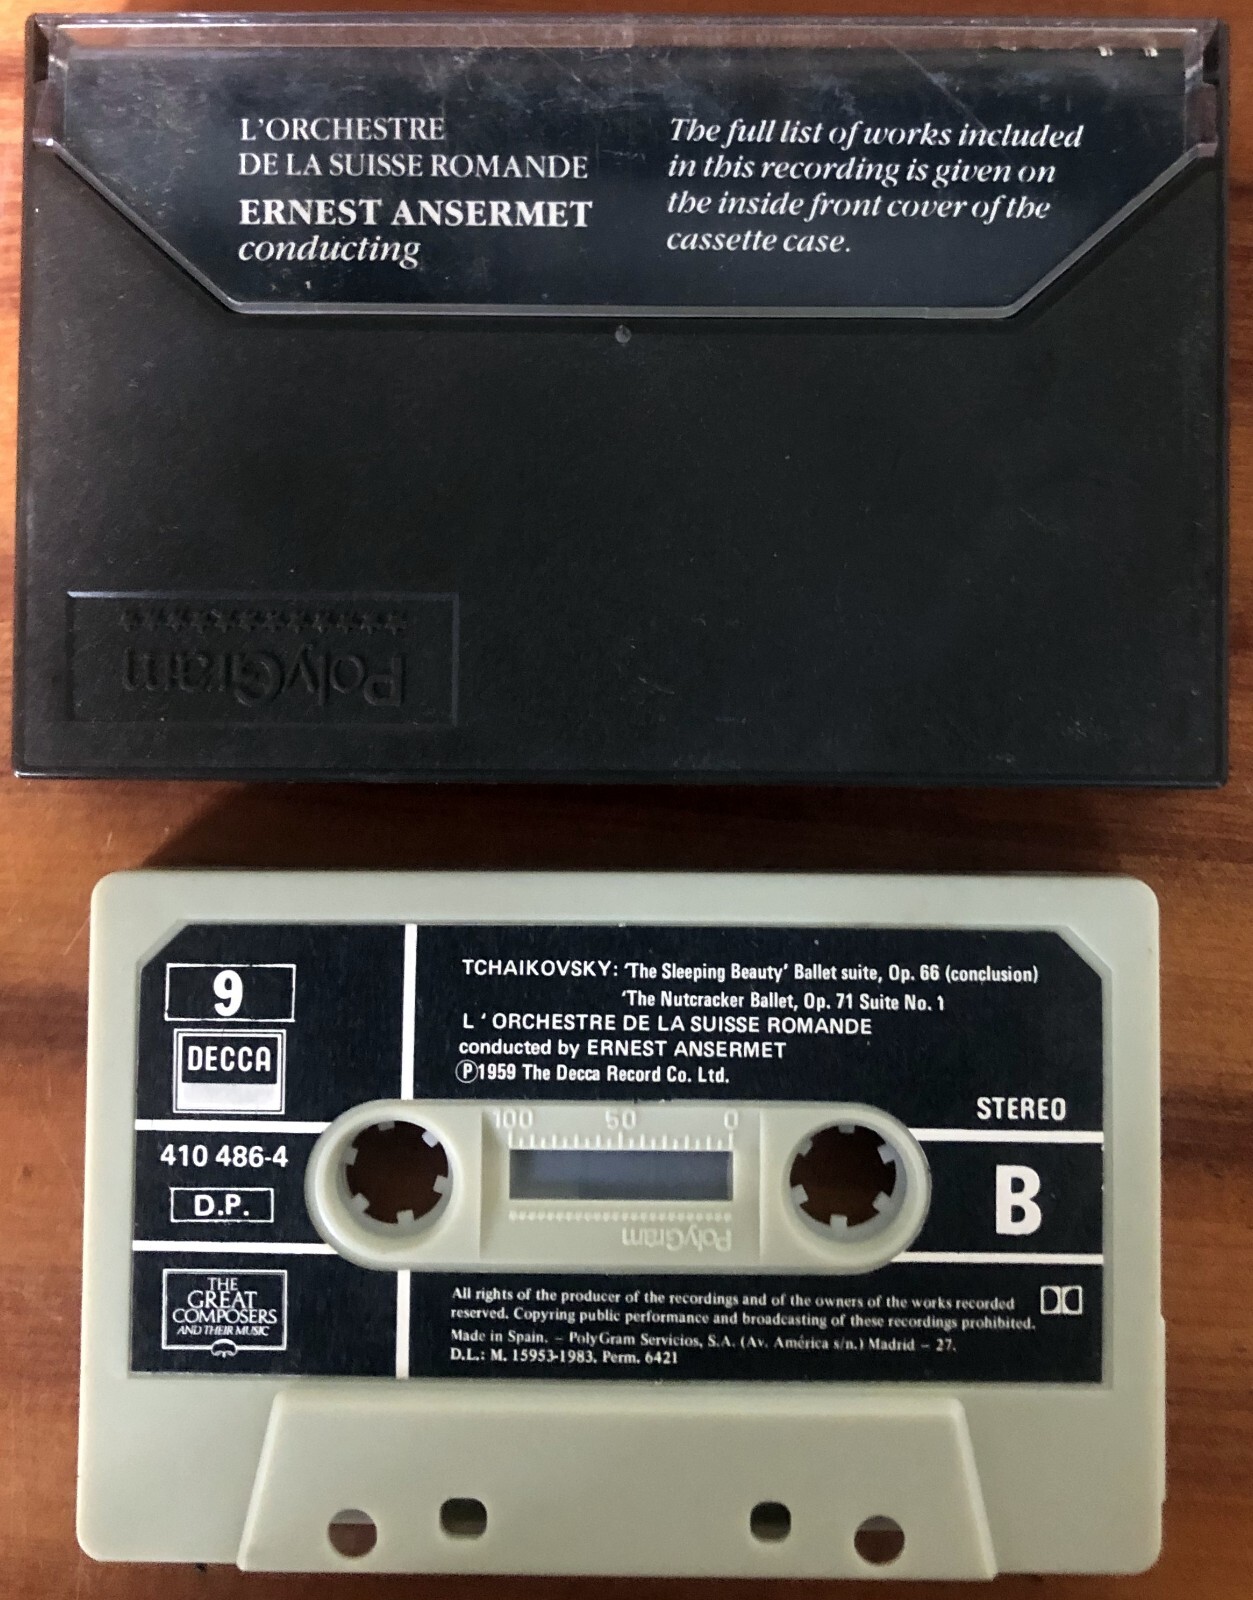 L'ORCHESTRE
DE LA SUISSE ROMANDE
ERNEST ANSERMET
conducting
The full list of works included
in this recording is given on
the inside front cover of the
cassette case.
PolyGram
9
DECCA
410 486-4
D.P.
THE
GREAT
COMPOSERS
AND THEIR MUSIC
TCHAIKOVSKY: 'The Sleeping Beauty' Ballet suite, Op. 66 (conclusion)
'The Nutcracker Ballet, Op. 71 Suite No. 1
L ' ORCHESTRE DE LA SUISSE ROMANDE
conducted by ERNEST ANSERMET
Ⓟ1959 The Decca Record Co. Ltd.
STEREO
100 50 0
PolyGram
B
All rights of the producer of the recordings and of the owners of the works recorded
reserved. Copyring public performance and broadcasting of these recordings prohibited.
Made in Spain. – PolyGram Servicios, S.A. (Av. América s/n.) Madrid – 27.
D.L.: M. 15953-1983. Perm. 6421